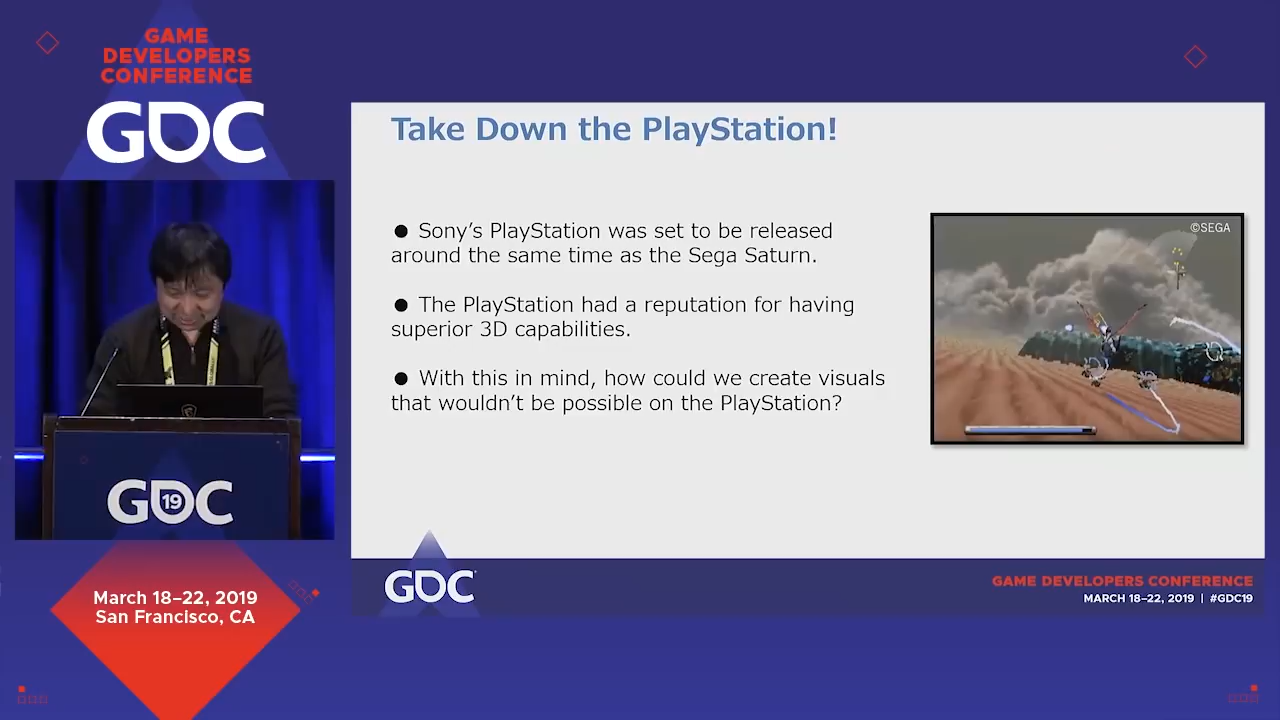 GAME
DEVELOPERS
CONFERENCE
GDC
Take Down the PlayStation!
● Sony’s PlayStation was set to be released
around the same time as the Sega Saturn.
● The PlayStation had a reputation for having
superior 3D capabilities.
● With this in mind, how could we create visuals
that wouldn’t be possible on the PlayStation?
©SEGA
GDC 19
March 18–22, 2019
San Francisco, CA
GDC
GAME DEVELOPERS CONFERENCE
MARCH 18–22, 2019 | #GDC19